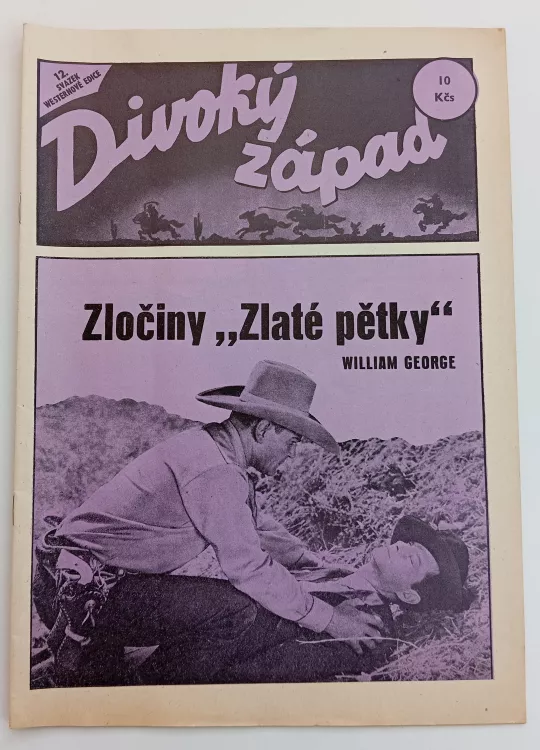 12.
SVAZEK
WESTERNOVÉ EDICE
Divoký
západ
10
Kčs
Zločiny „Zlaté pětky“
WILLIAM GEORGE